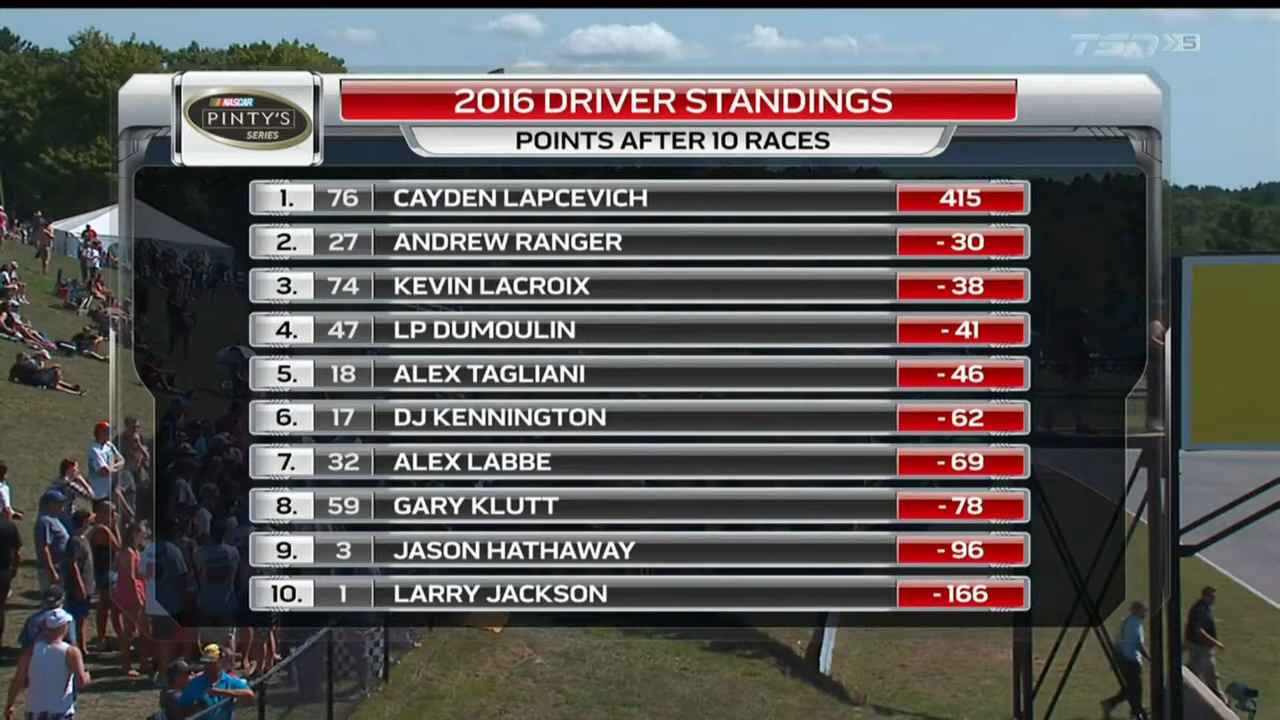 TSN 5
NASCAR
PINTY'S
SERIES
2016 DRIVER STANDINGS
POINTS AFTER 10 RACES
1. 76 CAYDEN LAPCEVICH 415
2. 27 ANDREW RANGER - 30
3. 74 KEVIN LACROIX - 38
4. 47 LP DUMOULIN - 41
5. 18 ALEX TAGLIANI - 46
6. 17 DJ KENNINGTON - 62
7. 32 ALEX LABBE - 69
8. 59 GARY KLUTT - 78
9. 3 JASON HATHAWAY - 96
10. 1 LARRY JACKSON - 166